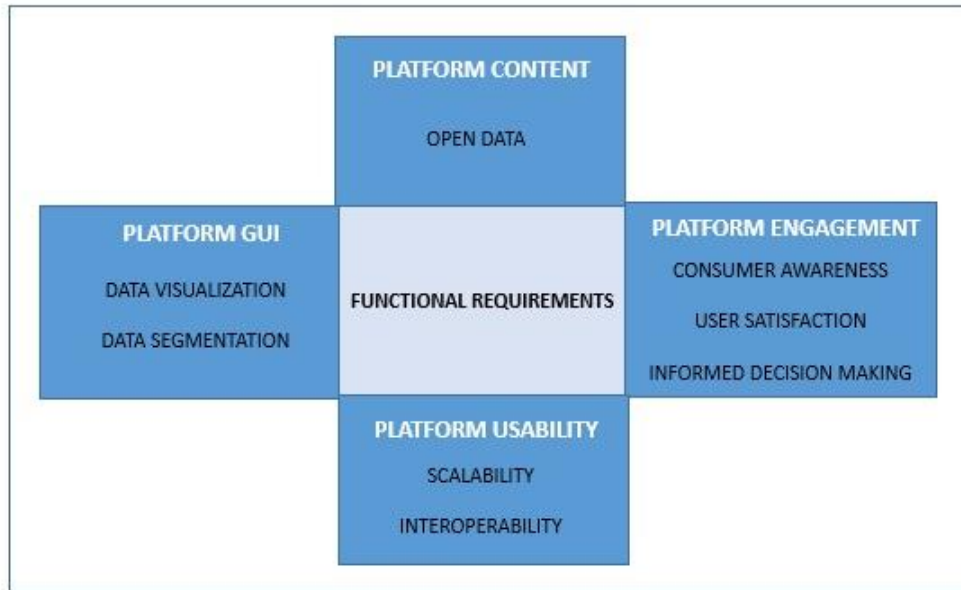 PLATFORM CONTENT
OPEN DATA
PLATFORM GUI
DATA VISUALIZATION
DATA SEGMENTATION
FUNCTIONAL REQUIREMENTS
PLATFORM ENGAGEMENT
CONSUMER AWARENESS
USER SATISFACTION
INFORMED DECISION MAKING
PLATFORM USABILITY
SCALABILITY
INTEROPERABILITY